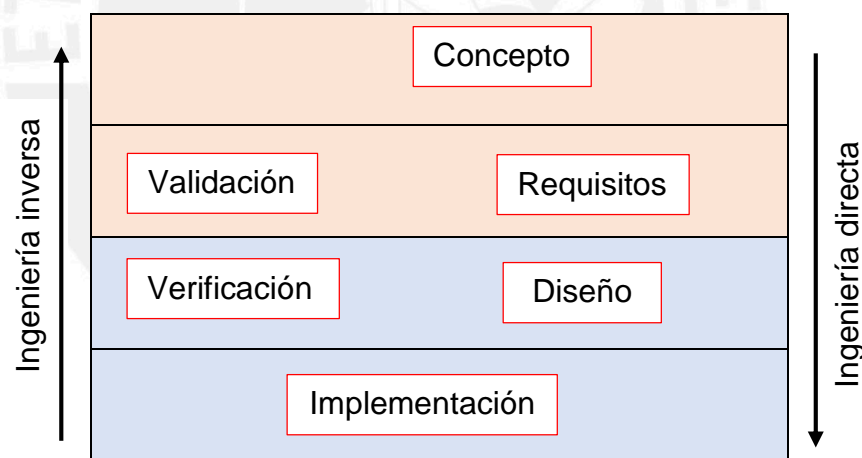 Concepto
Validación
Requisitos
Verificación
Diseño
Implementación
Ingeniería inversa
Ingeniería directa